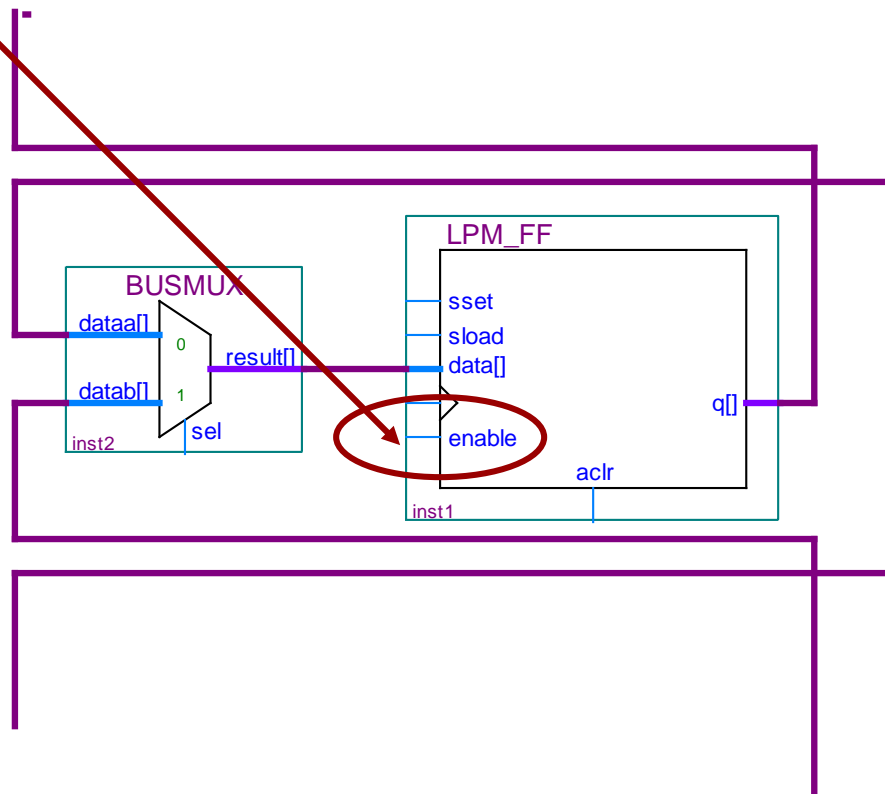 LPM_FF
BUSMUX
sset
sload
data[]
dataa[]
0
result[]
datab[]
1
q[]
sel
enable
inst2
aclr
inst1